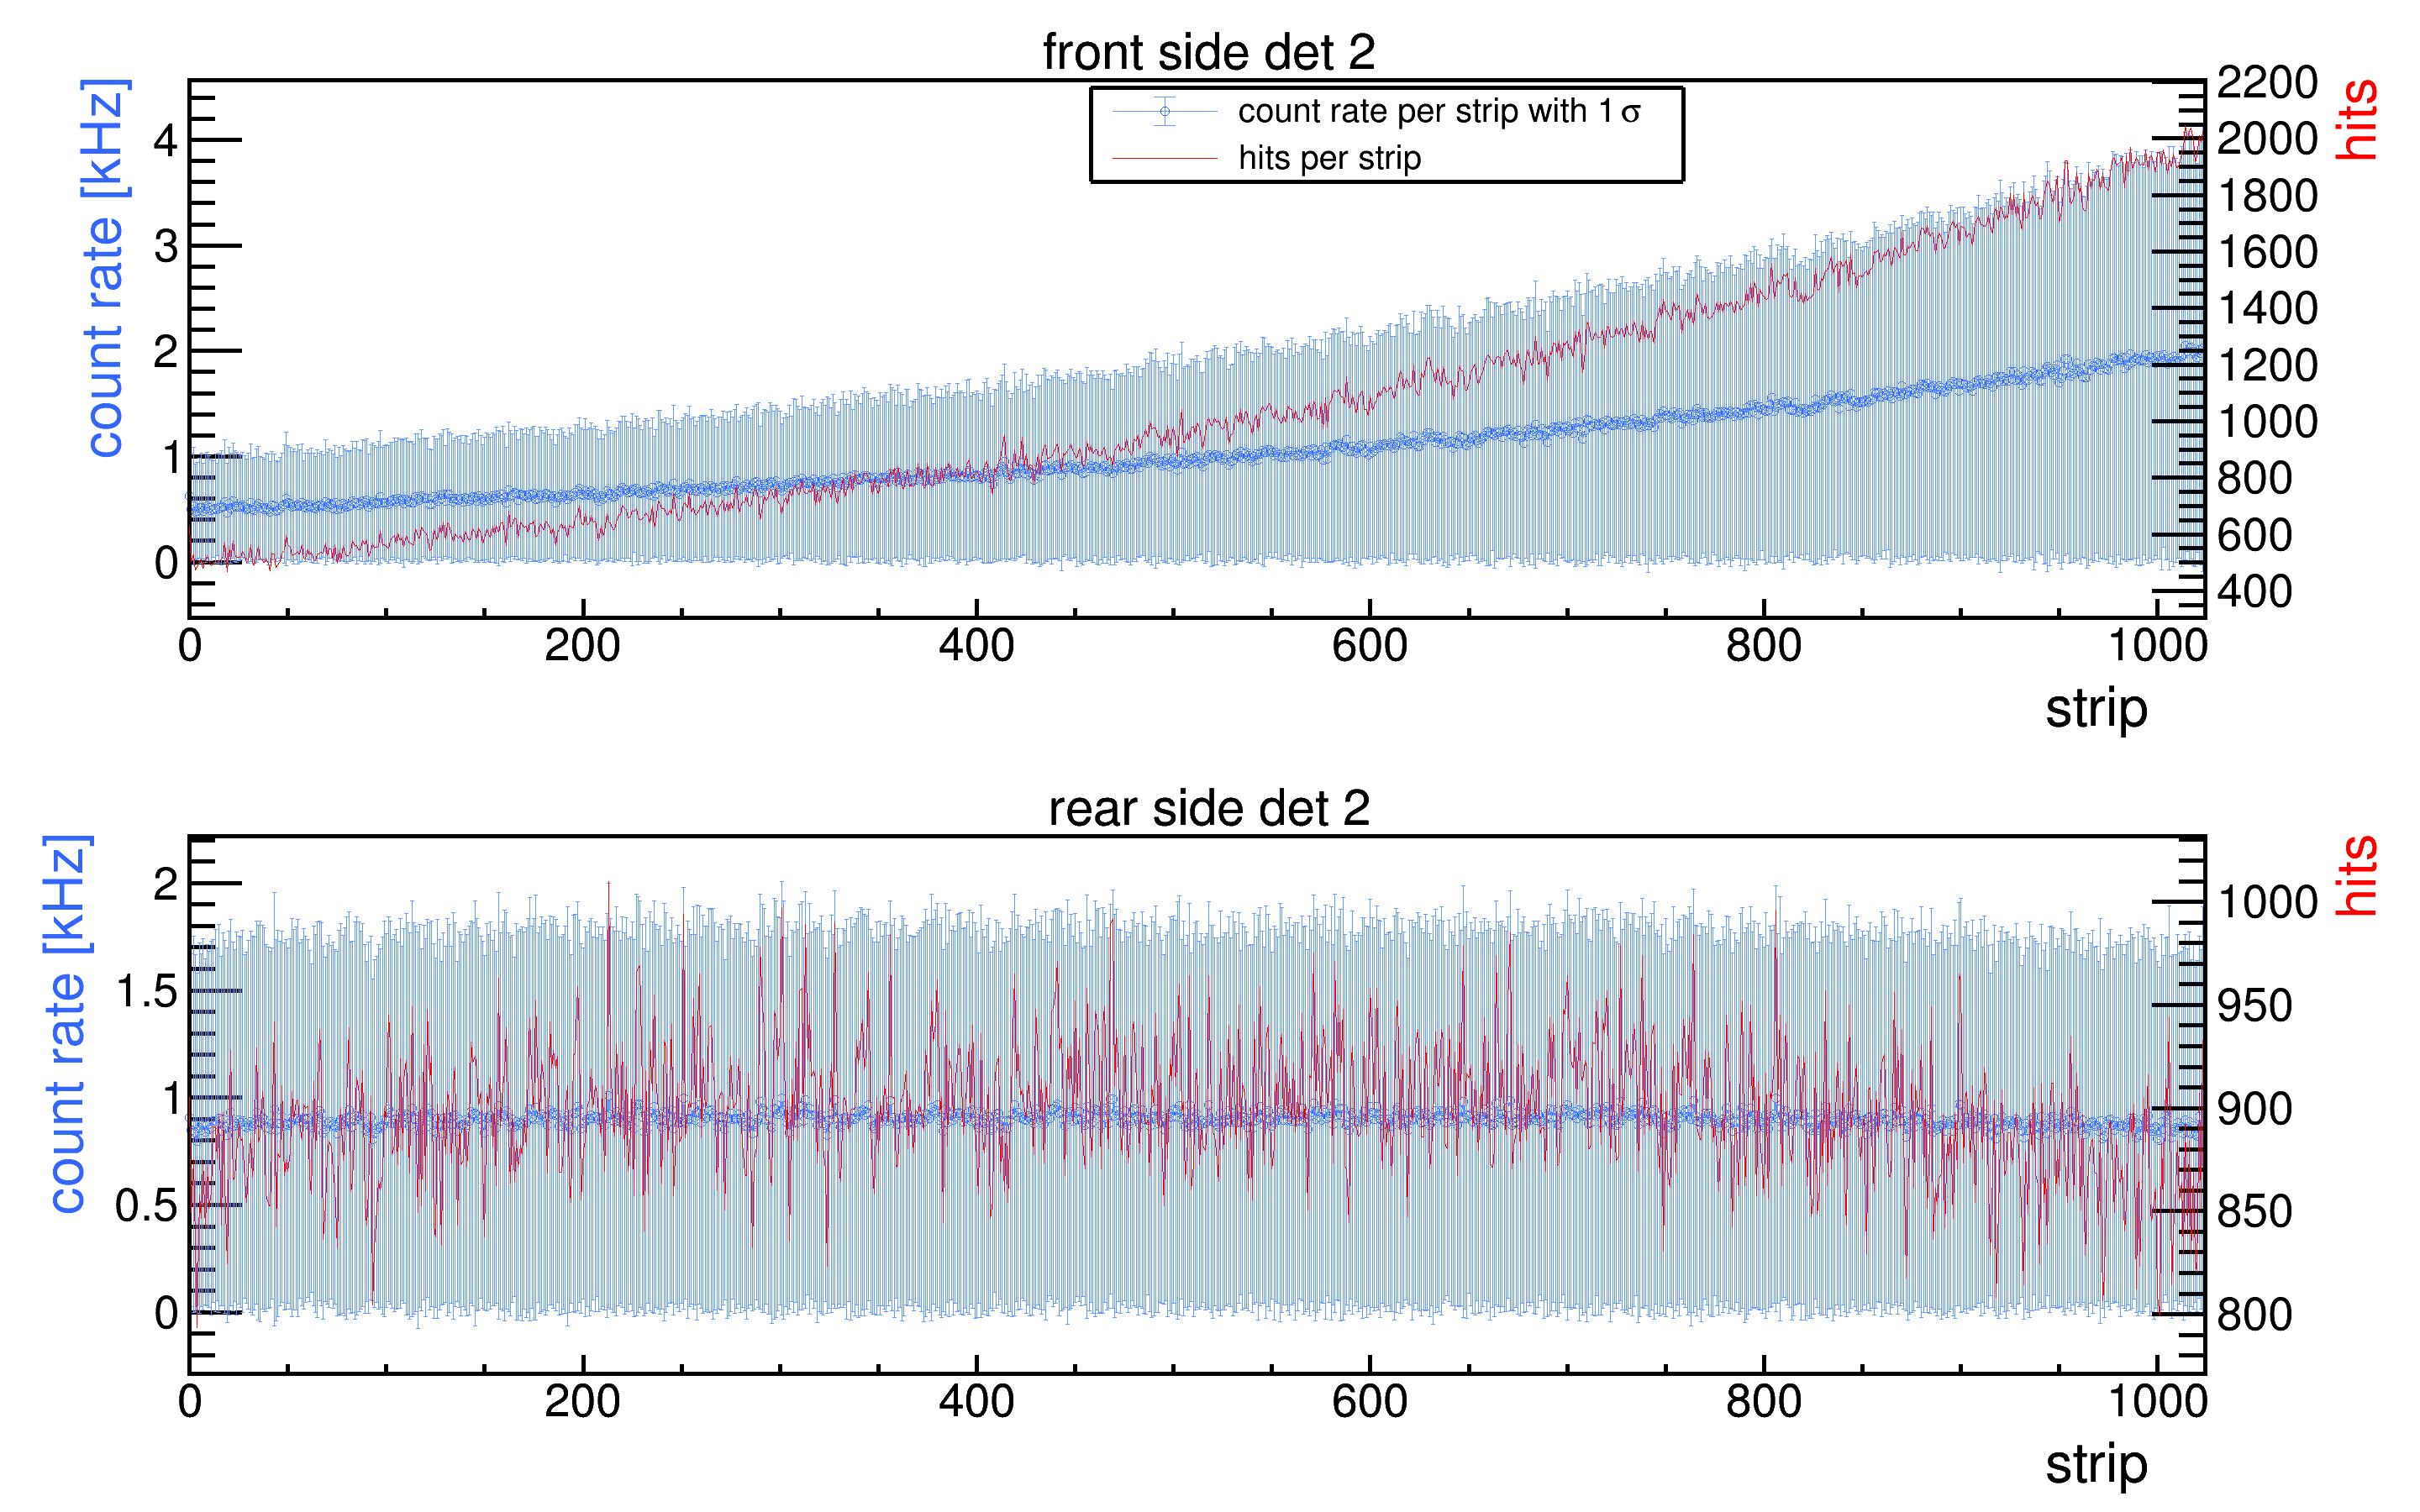 front side det 2
count rate [kHz]
hits
count rate per strip with 1 σ
hits per strip
4
3
2
1
0
2200
2000
1800
1600
1400
1200
1000
800
600
400
0 200 400 600 800 1000
strip
rear side det 2
count rate [kHz]
hits
2
1.5
1
0.5
0
1000
950
900
850
800
0 200 400 600 800 1000
strip